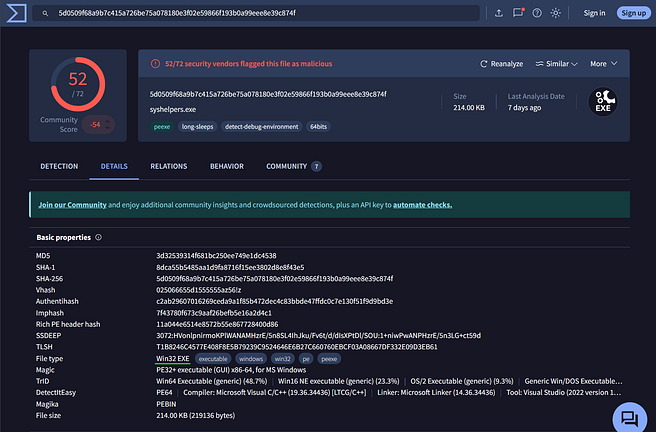 5d0509f68a9b7c415a726be75a078180e3f02e59866f193b0a99eee8e39c874f
Sign in
Sign up
52
/ 72
Community
Score
-54
52/72 security vendors flagged this file as malicious
Reanalyze
Similar
More
5d0509f68a9b7c415a726be75a078180e3f02e59866f193b0a99eee8e39c874f
syshelpers.exe
Size
214.00 KB
Last Analysis Date
7 days ago
EXE
peexe
long-sleeps
detect-debug-environment
64bits
DETECTION
DETAILS
RELATIONS
BEHAVIOR
COMMUNITY 7
Join our Community and enjoy additional community insights and crowdsourced detections, plus an API key to automate checks.
Basic properties
MD5 3d32539314f681bc250ee749e1dc4538
SHA-1 8dca55b5485aa1d9fa8716f15ee3802d8e8f43e5
SHA-256 5d0509f68a9b7c415a726be75a078180e3f02e59866f193b0a99eee8e39c874f
Vhash 025066655d1555555az56!z
Authentihash c2ab29607016269ceda9a1f85b472dec4c83bbde47ffdc0c7e130f51f9d9bd3e
Imphash 7f43780f673c9aaf26befb5e16a2d4c1
Rich PE header hash 11a044e6514e8572b55e867728400d86
SSDEEP 3072:HVonlpnirmoKPlWANAMHzrE/5n8SL4IhJku/Fv6t/d/dIsXPtDl/SOU:1+niwPwANPHzrE/5n3LG+ct59d
TLSH T1B8246C4767E451F8E5B79239C9524646E6B27C660760EBCF03A08667DF332E09D3EB61
File type Win32 EXE executable windows win32 pe peexe
Magic PE32+ executable (GUI) x86-64, for MS Windows
TrID Win64 Executable (generic) (48.7%) Win16 NE executable (generic) (23.3%) OS/2 Executable (generic) (9.3%) Generic Win/DOS Executable…
DetectItEasy PE64 Compiler: Microsoft Visual C/C++ (19.36.34436) [LTCG/C++] Linker: Microsoft Linker (14.36.34436) Tool: Visual Studio (2022 version 1…
Magika PEBIN
File size 214.00 KB (219136 bytes)